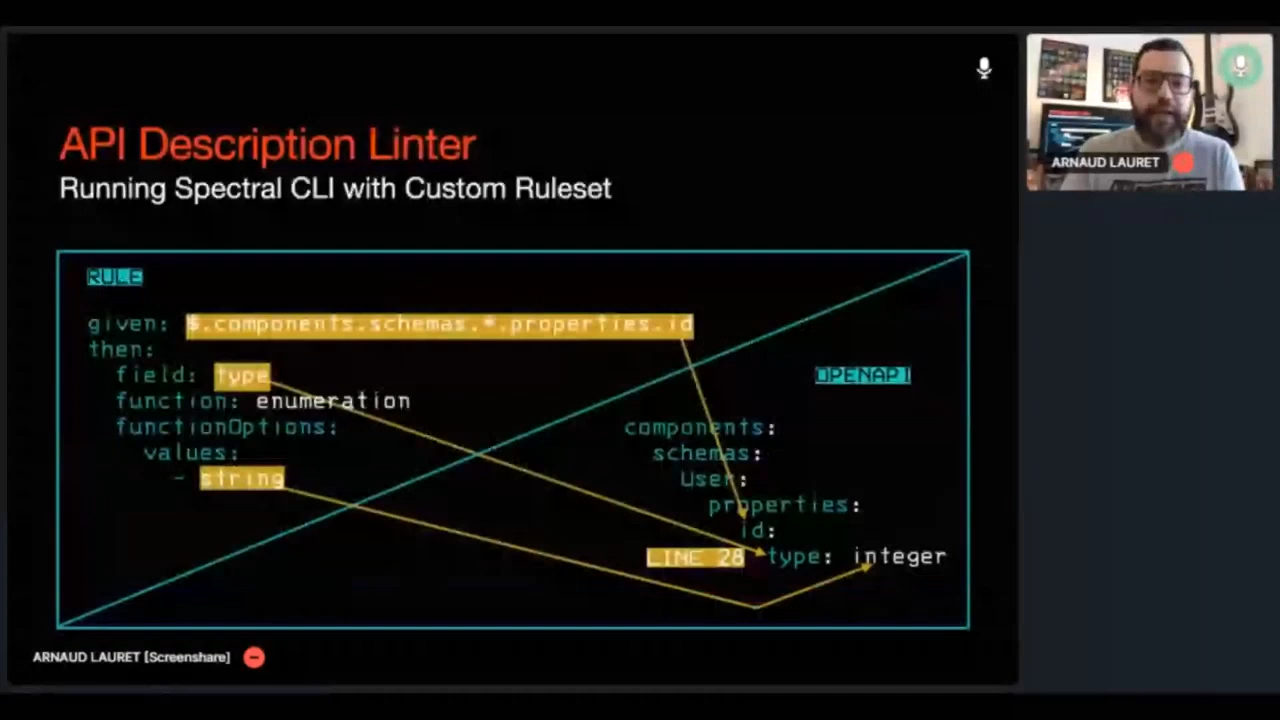 API Description Linter
Running Spectral CLI with Custom Ruleset
RULE
given: $.components.schemas.*.properties.id
then:
field: type
function: enumeration
functionOptions:
values:
- string
OPENAPI
components:
schemas:
User:
properties:
id:
LINE 28 type: integer
ARNAUD LAURET
ARNAUD LAURET [Screenshare]